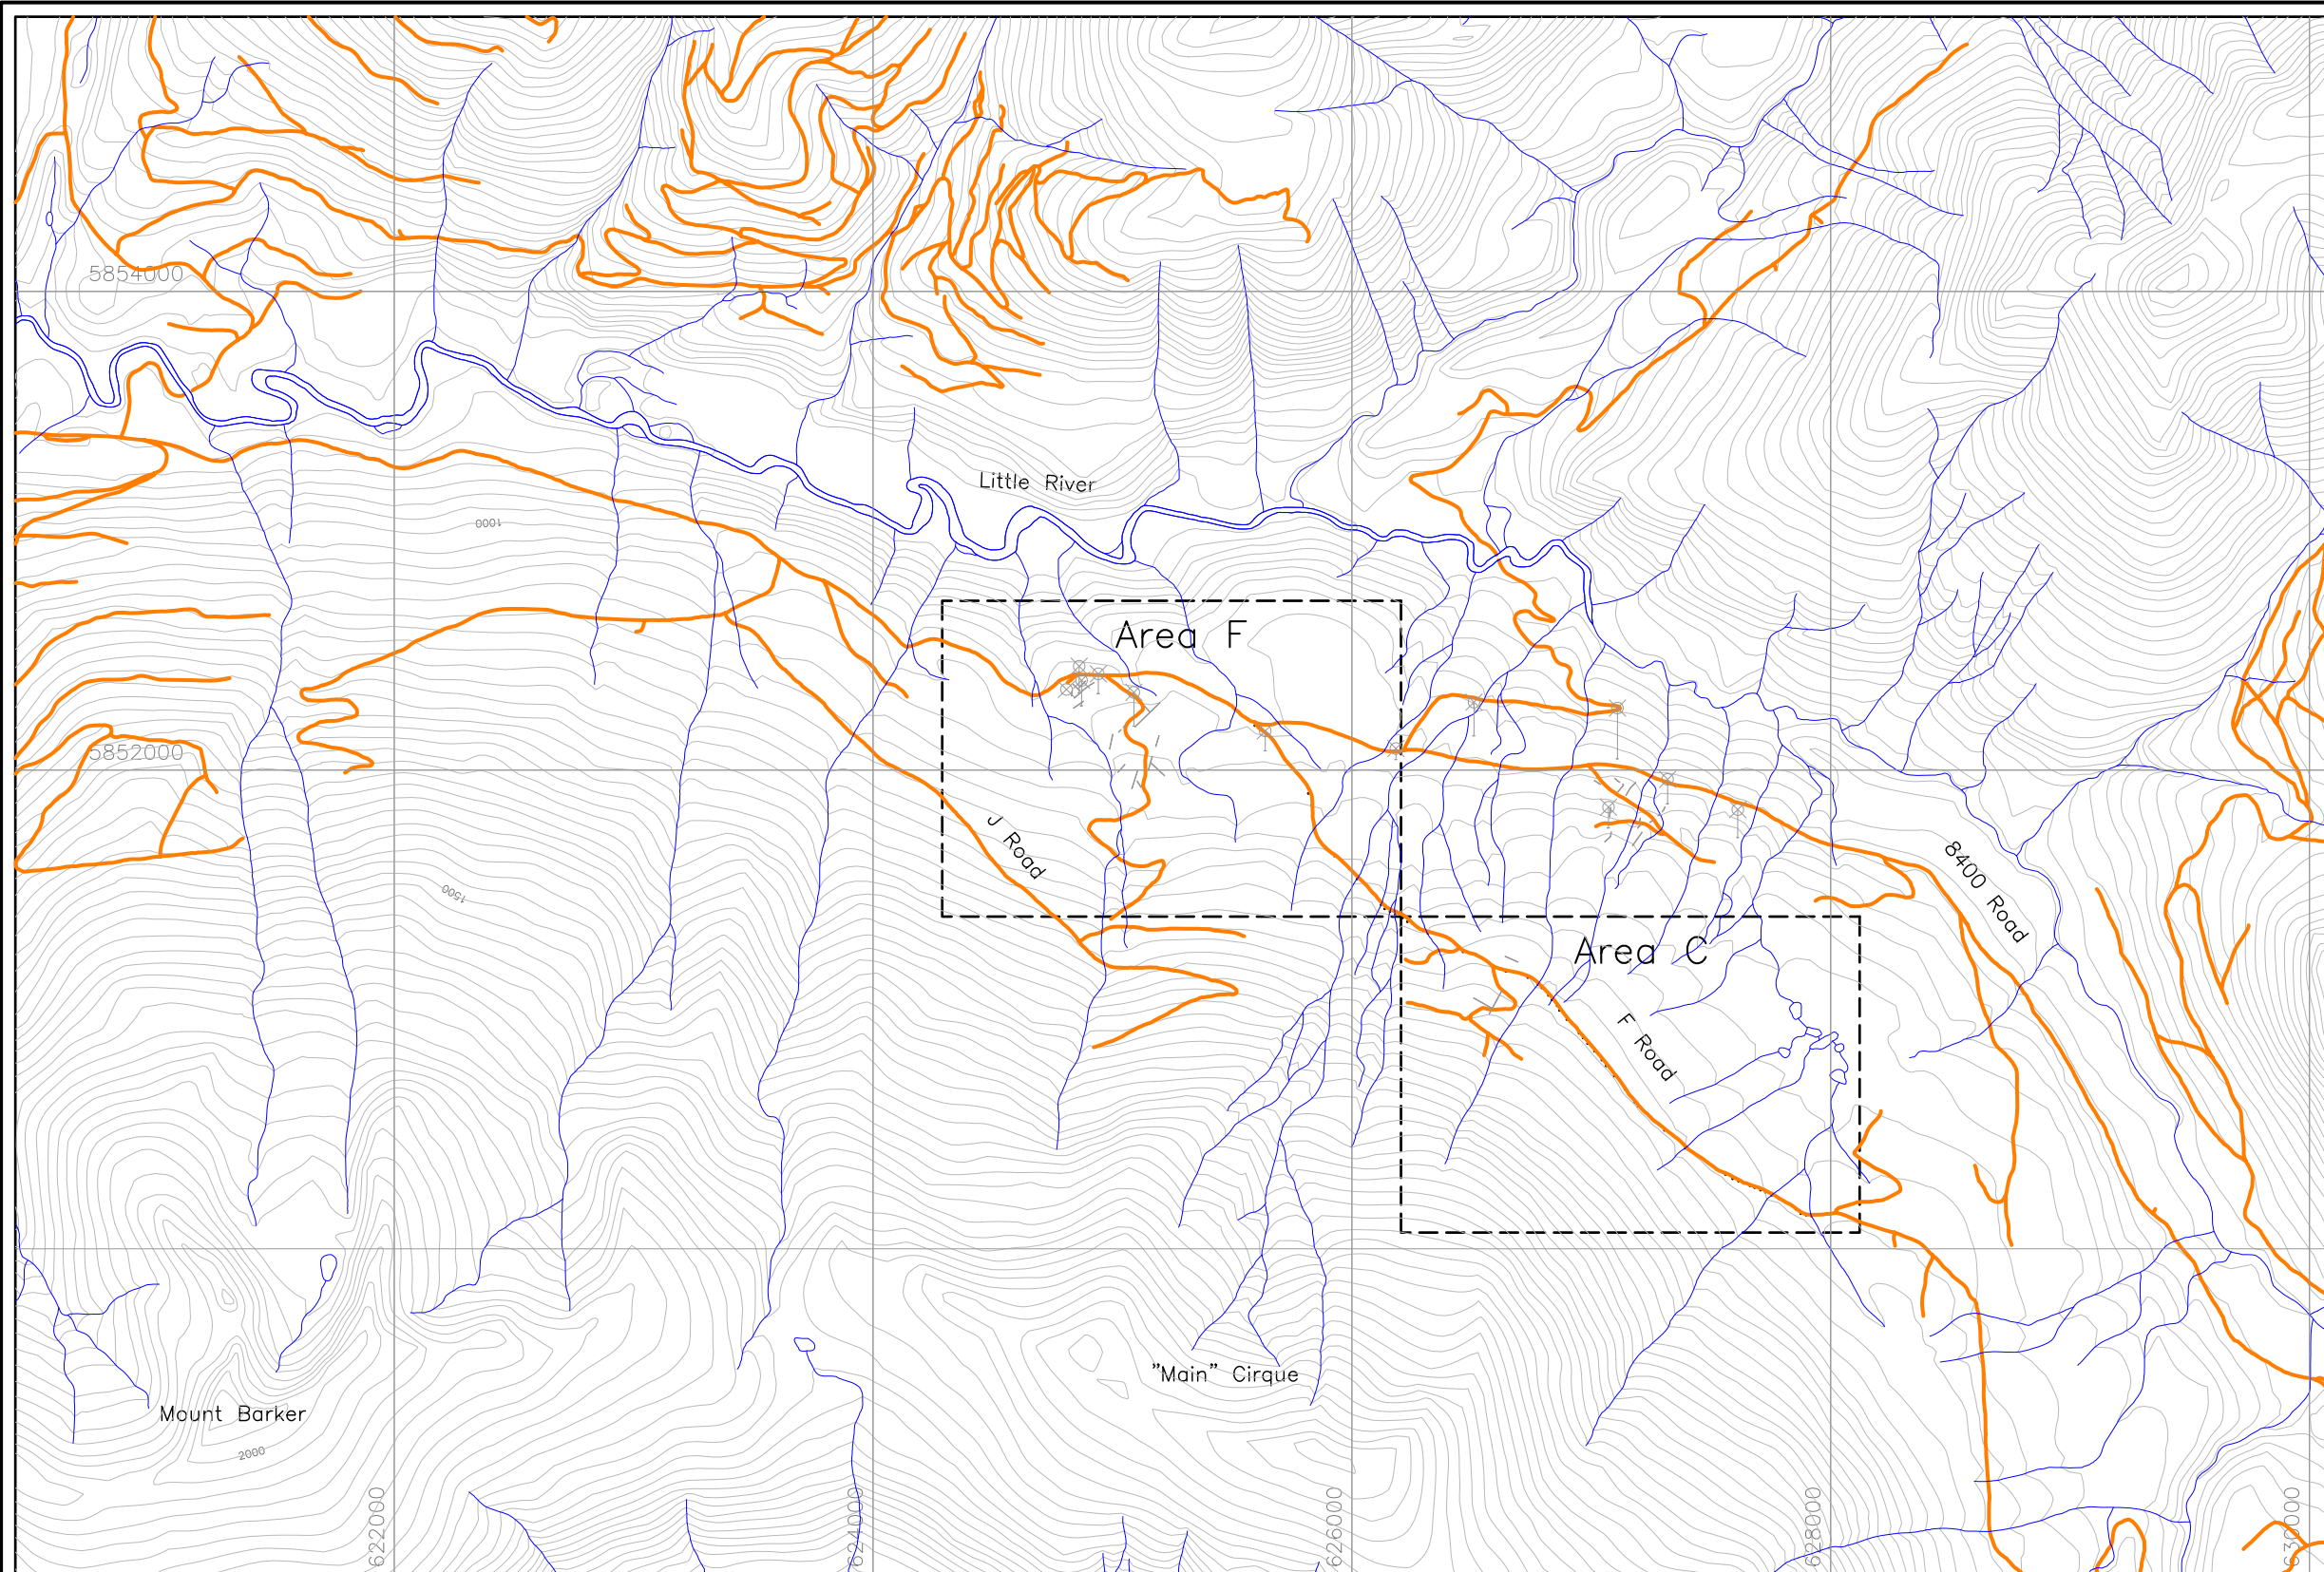 5854000
Little River
1000
Area F
5852000
J Road
8400 Road
1500
Area C
F Road
"Main" Cirque
Mount Barker
2000
622000
624000
626000
628000
630000